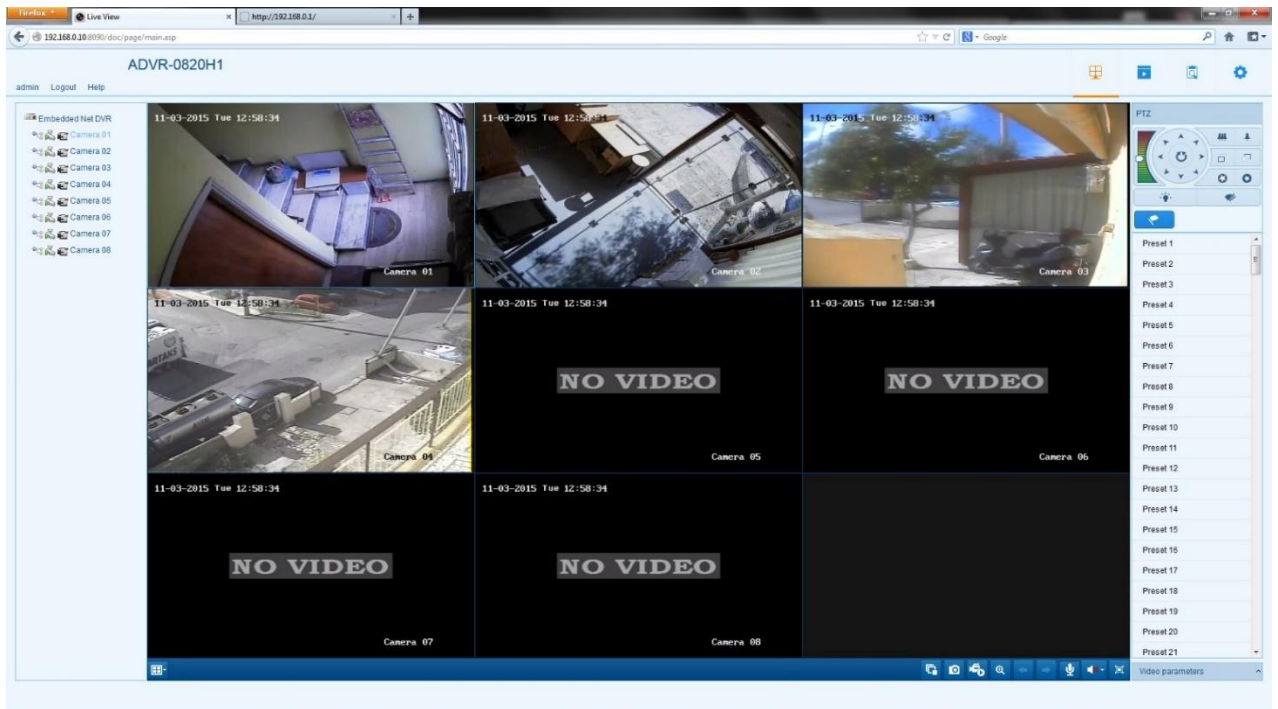 Firefox
Live View
http://192.168.0.1/
192.168.0.10:8090/doc/page/main.asp
Google
ADVR-0820H1
admin Logout Help
Embedded Net DVR
Camera 01
Camera 02
Camera 03
Camera 04
Camera 05
Camera 06
Camera 07
Camera 08
11-03-2015 Tue 12:58:34
Camera 01
11-03-2015 Tue 12:58:34
Camera 02
11-03-2015 Tue 12:58:34
Camera 03
11-03-2015 Tue 12:58:34
Camera 04
11-03-2015 Tue 12:58:34
NO VIDEO
Camera 05
11-03-2015 Tue 12:58:34
NO VIDEO
Camera 06
11-03-2015 Tue 12:58:34
NO VIDEO
Camera 07
11-03-2015 Tue 12:58:34
NO VIDEO
Camera 08
PTZ
Preset 1
Preset 2
Preset 3
Preset 4
Preset 5
Preset 6
Preset 7
Preset 8
Preset 9
Preset 10
Preset 11
Preset 12
Preset 13
Preset 14
Preset 15
Preset 16
Preset 17
Preset 18
Preset 19
Preset 20
Preset 21
Video parameters